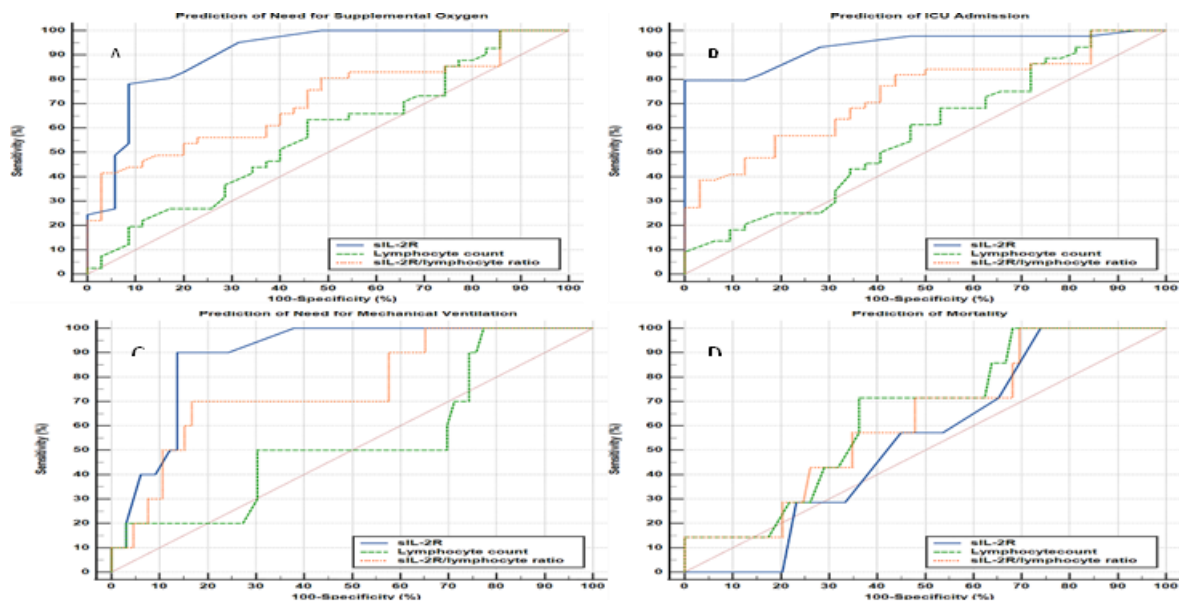 Prediction of Need for Supplemental Oxygen
A
100
90
80
70
60
50
40
30
20
10
0
Sensitivity (%)
sIL-2R
Lymphocyte count
sIL-2R/lymphocyte ratio
0 10 20 30 40 50 60 70 80 90 100
100-Specificity (%)
Prediction of ICU Admission
100
90
80
70
60
50
40
30
20
10
0
Sensitivity (%)
sIL-2R
Lymphocyte count
sIL-2R/lymphocyte ratio
0 10 20 30 40 50 60 70 80 90 100
100-Specificity (%)
Prediction of Need for Mechanical Ventilation
C
100
90
80
70
60
50
40
30
20
10
0
Sensitivity (%)
sIL-2R
Lymphocyte count
sIL-2R/lymphocyte ratio
0 10 20 30 40 50 60 70 80 90 100
100-Specificity (%)
Prediction of Mortality
D
100
90
80
70
60
50
40
30
20
10
0
Sensitivity (%)
sIL-2R
Lymphocytecount
sIL-2R/lymphocyte ratio
0 10 20 30 40 50 60 70 80 90 100
100-Specificity (%)